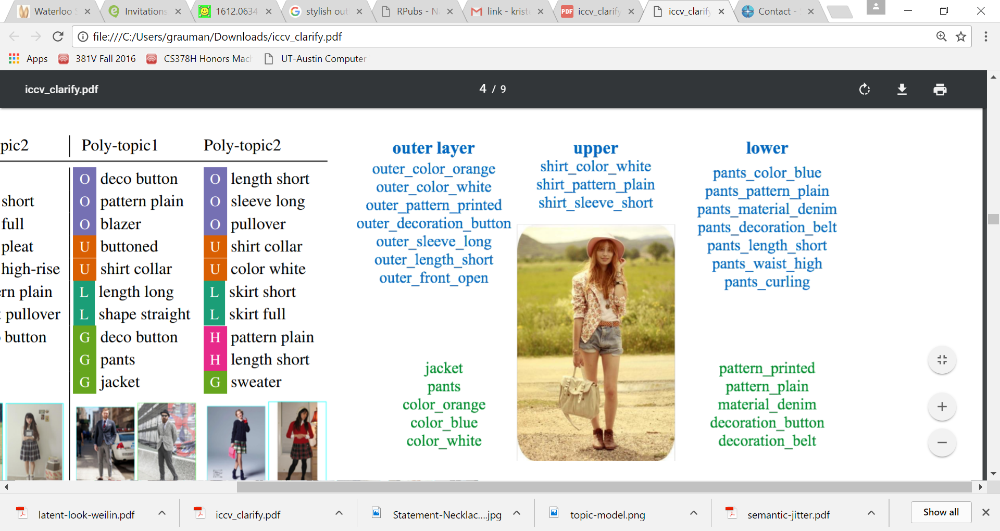 Waterloo
Invitations
1612.0634
stylish out
RPubs - N
link - krist
PDF iccv_clarify
iccv_clarify
Contact -
file:///C:/Users/grauman/Downloads/iccv_clarify.pdf
Apps 381V Fall 2016 CS378H Honors Mac UT-Austin Computer
iccv_clarify.pdf 4 / 9
pic2 Poly-topic1 Poly-topic2
O deco button O length short
short O pattern plain O sleeve long
full O blazer O pullover
pleat U buttoned U shirt collar
high-rise U shirt collar U color white
rn plain L length long L skirt short
pullover L shape straight L skirt full
button G deco button H pattern plain
G pants H length short
G jacket G sweater
outer layer
outer_color_orange
outer_color_white
outer_pattern_printed
outer_decoration_button
outer_sleeve_long
outer_length_short
outer_front_open
upper
shirt_color_white
shirt_pattern_plain
shirt_sleeve_short
lower
pants_color_blue
pants_pattern_plain
pants_material_denim
pants_decoration_belt
pants_length_short
pants_waist_high
pants_curling
jacket
pants
color_orange
color_blue
color_white
pattern_printed
pattern_plain
material_denim
decoration_button
decoration_belt
latent-look-weilin.pdf iccv_clarify.pdf Statement-Necklac....jpg topic-model.png semantic-jitter.pdf Show all